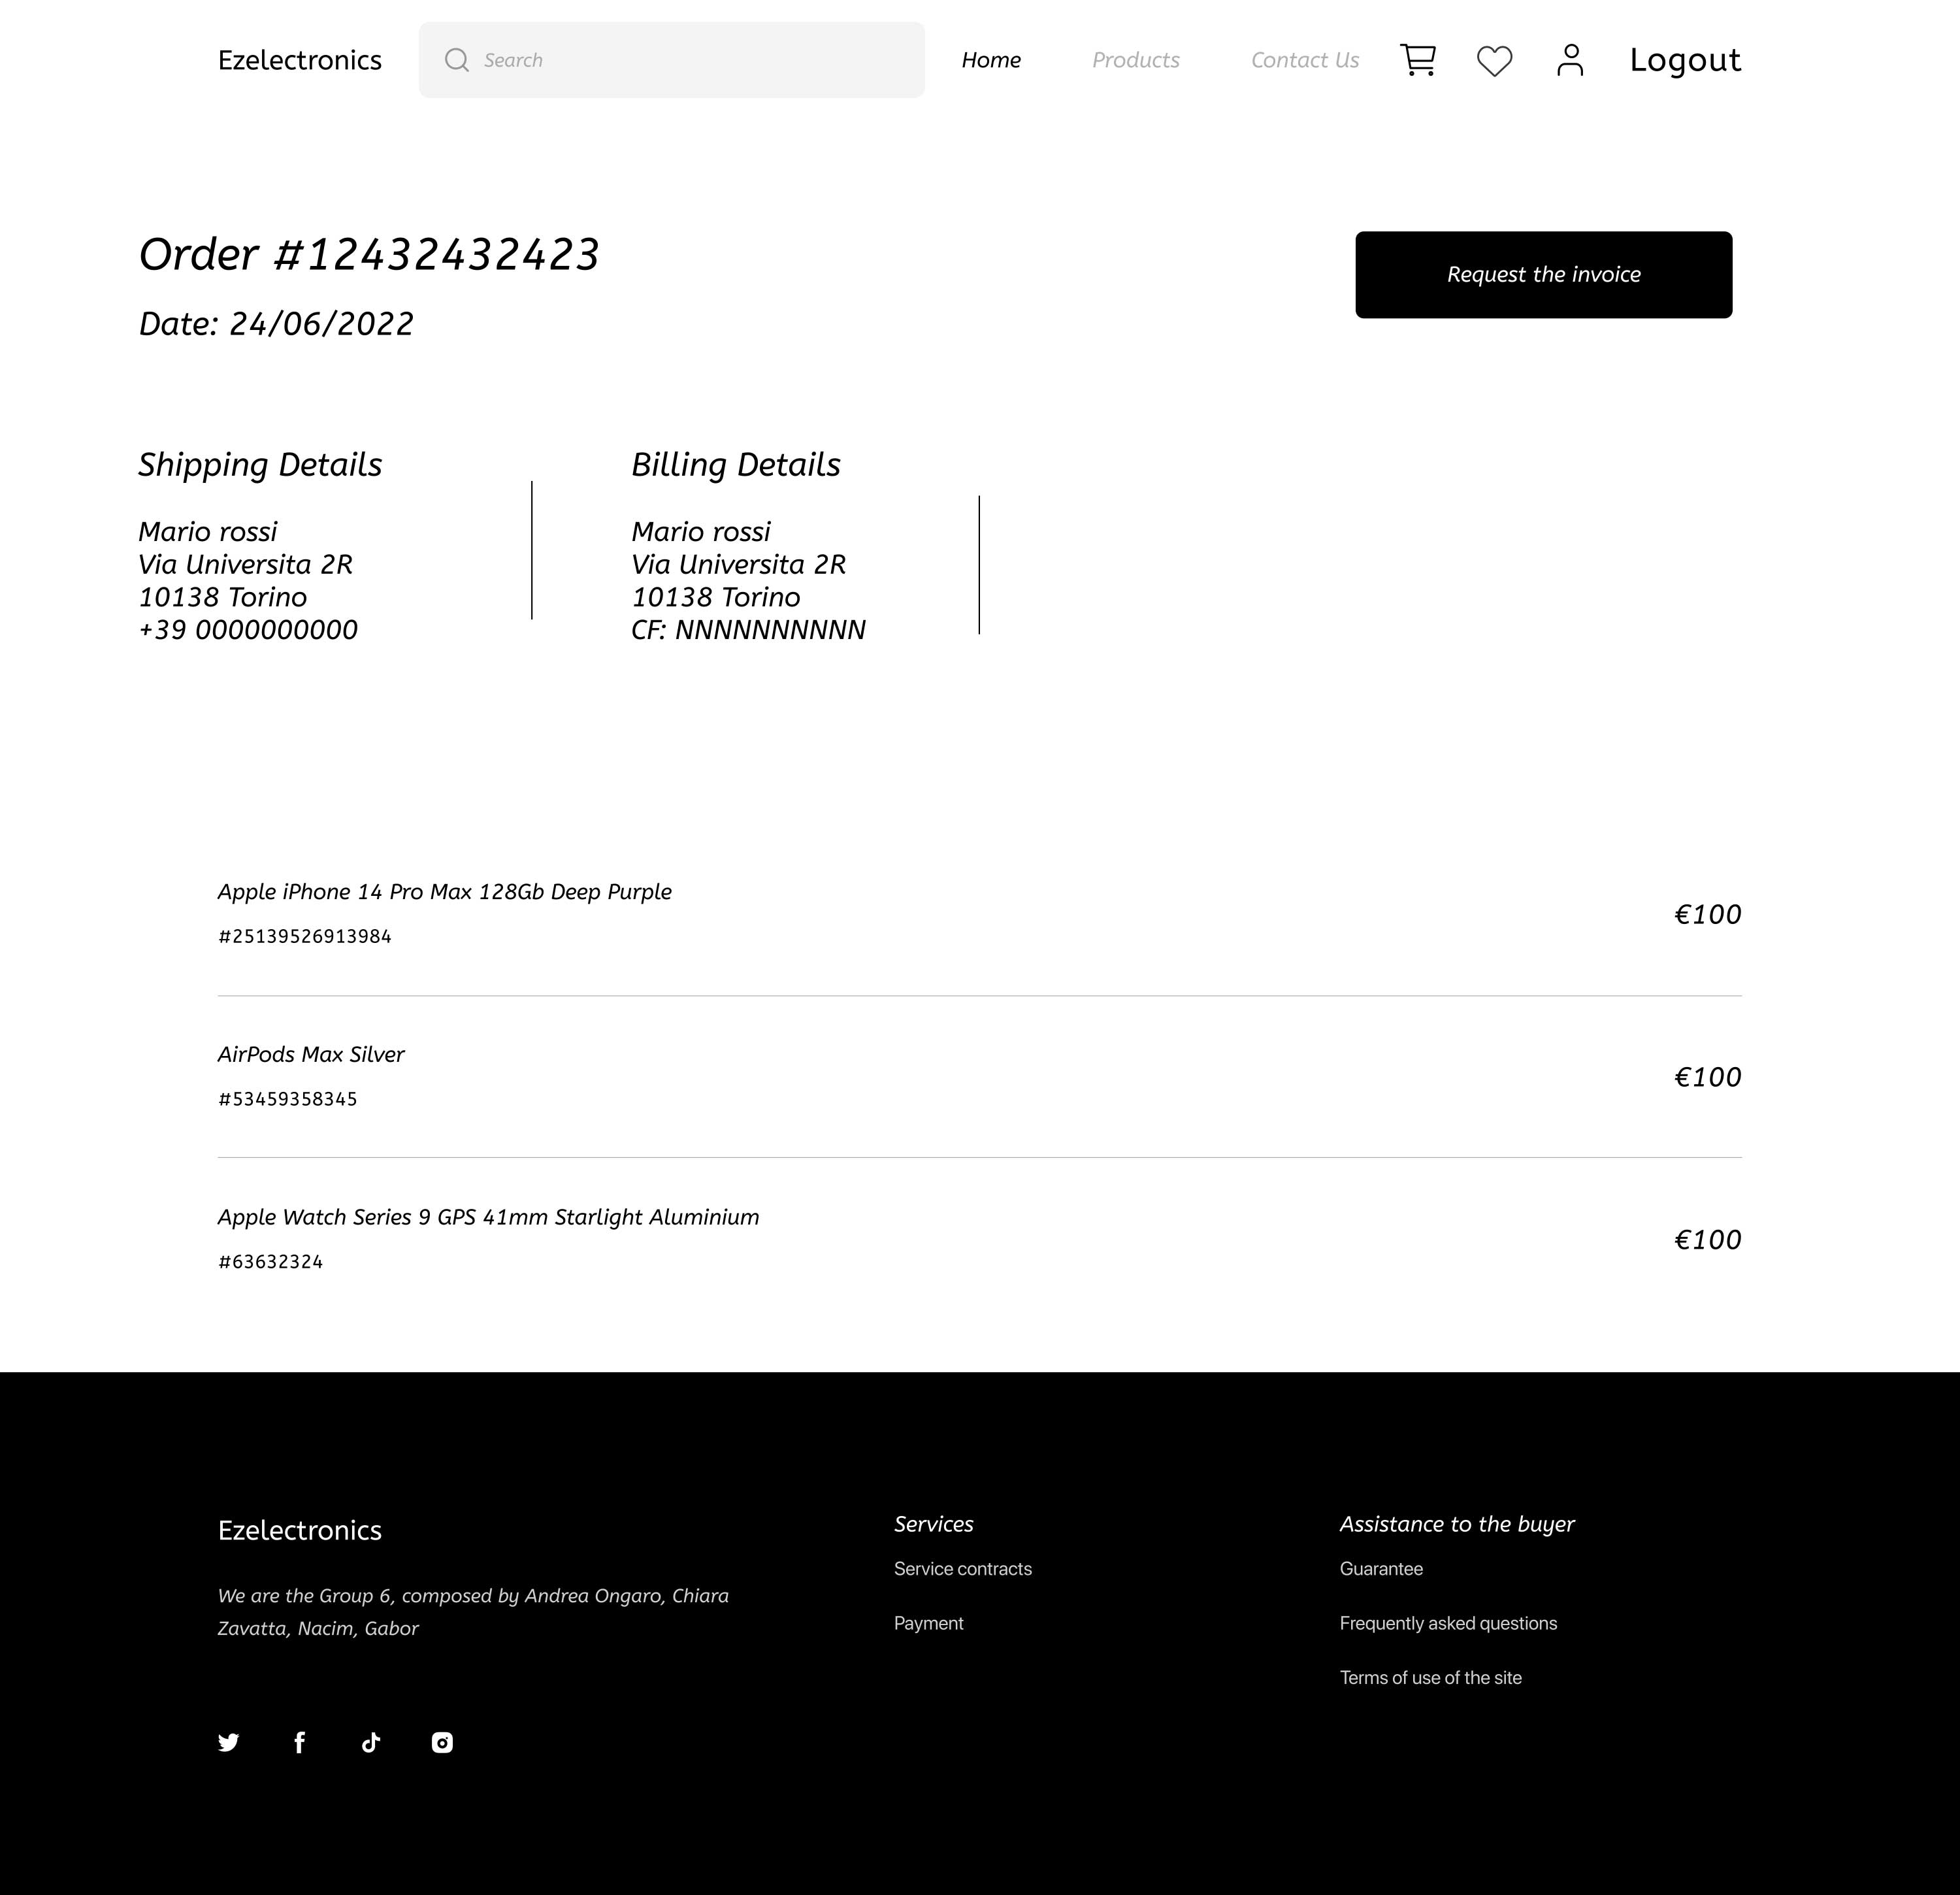 Ezelectronics
Search
Home
Products
Contact Us
Logout
Order #12432432423
Request the invoice
Date: 24/06/2022
Shipping Details
Mario rossi
Via Universita 2R
10138 Torino
+39 0000000000
Billing Details
Mario rossi
Via Universita 2R
10138 Torino
CF: NNNNNNNNNN
Apple iPhone 14 Pro Max 128Gb Deep Purple
#25139526913984
€100
AirPods Max Silver
#53459358345
€100
Apple Watch Series 9 GPS 41mm Starlight Aluminium
#63632324
€100
Ezelectronics
We are the Group 6, composed by Andrea Ongaro, Chiara
Zavatta, Nacim, Gabor
Services
Service contracts
Payment
Assistance to the buyer
Guarantee
Frequently asked questions
Terms of use of the site